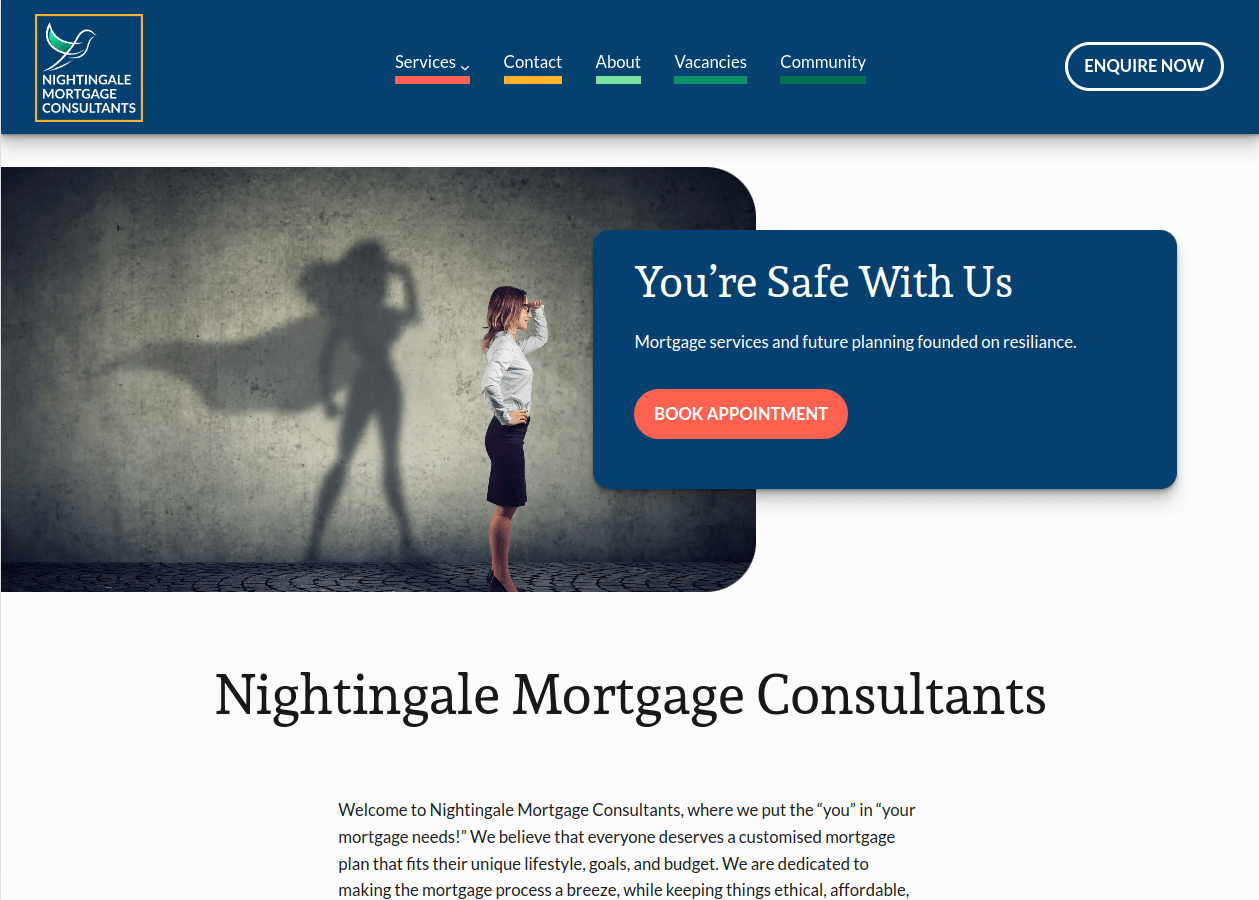 NIGHTINGALE
MORTGAGE
CONSULTANTS
Services
Contact
About
Vacancies
Community
ENQUIRE NOW
You’re Safe With Us
Mortgage services and future planning founded on resiliance.
BOOK APPOINTMENT
Nightingale Mortgage Consultants
Welcome to Nightingale Mortgage Consultants, where we put the “you” in “your
mortgage needs!” We believe that everyone deserves a customised mortgage
plan that fits their unique lifestyle, goals, and budget. We are dedicated to
making the mortgage process a breeze, while keeping things ethical, affordable,